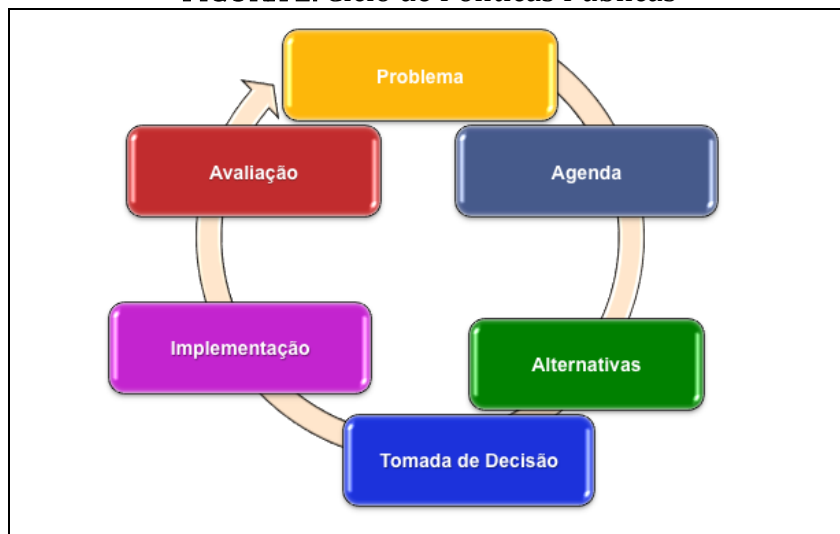 Problema
Agenda
Alternativas
Tomada de Decisão
Implementação
Avaliação